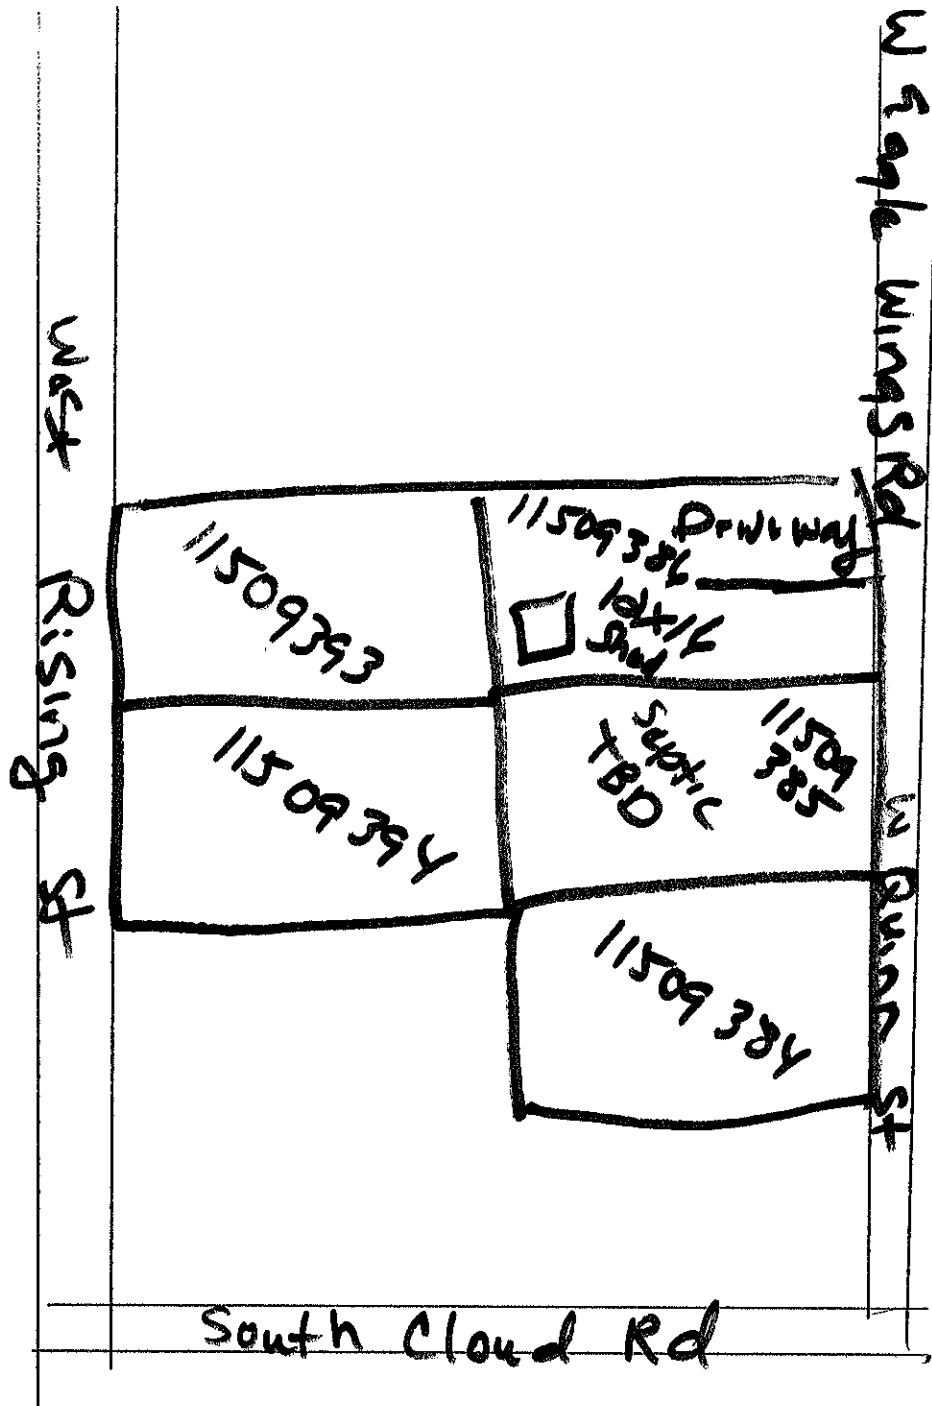 W Eagle Wings Rd
West Rising St
11509393
11509386
Driveway
12x16
Shed
11509394
Septic
TBD
11509
385
W Quinn St
11509384
South Cloud Rd